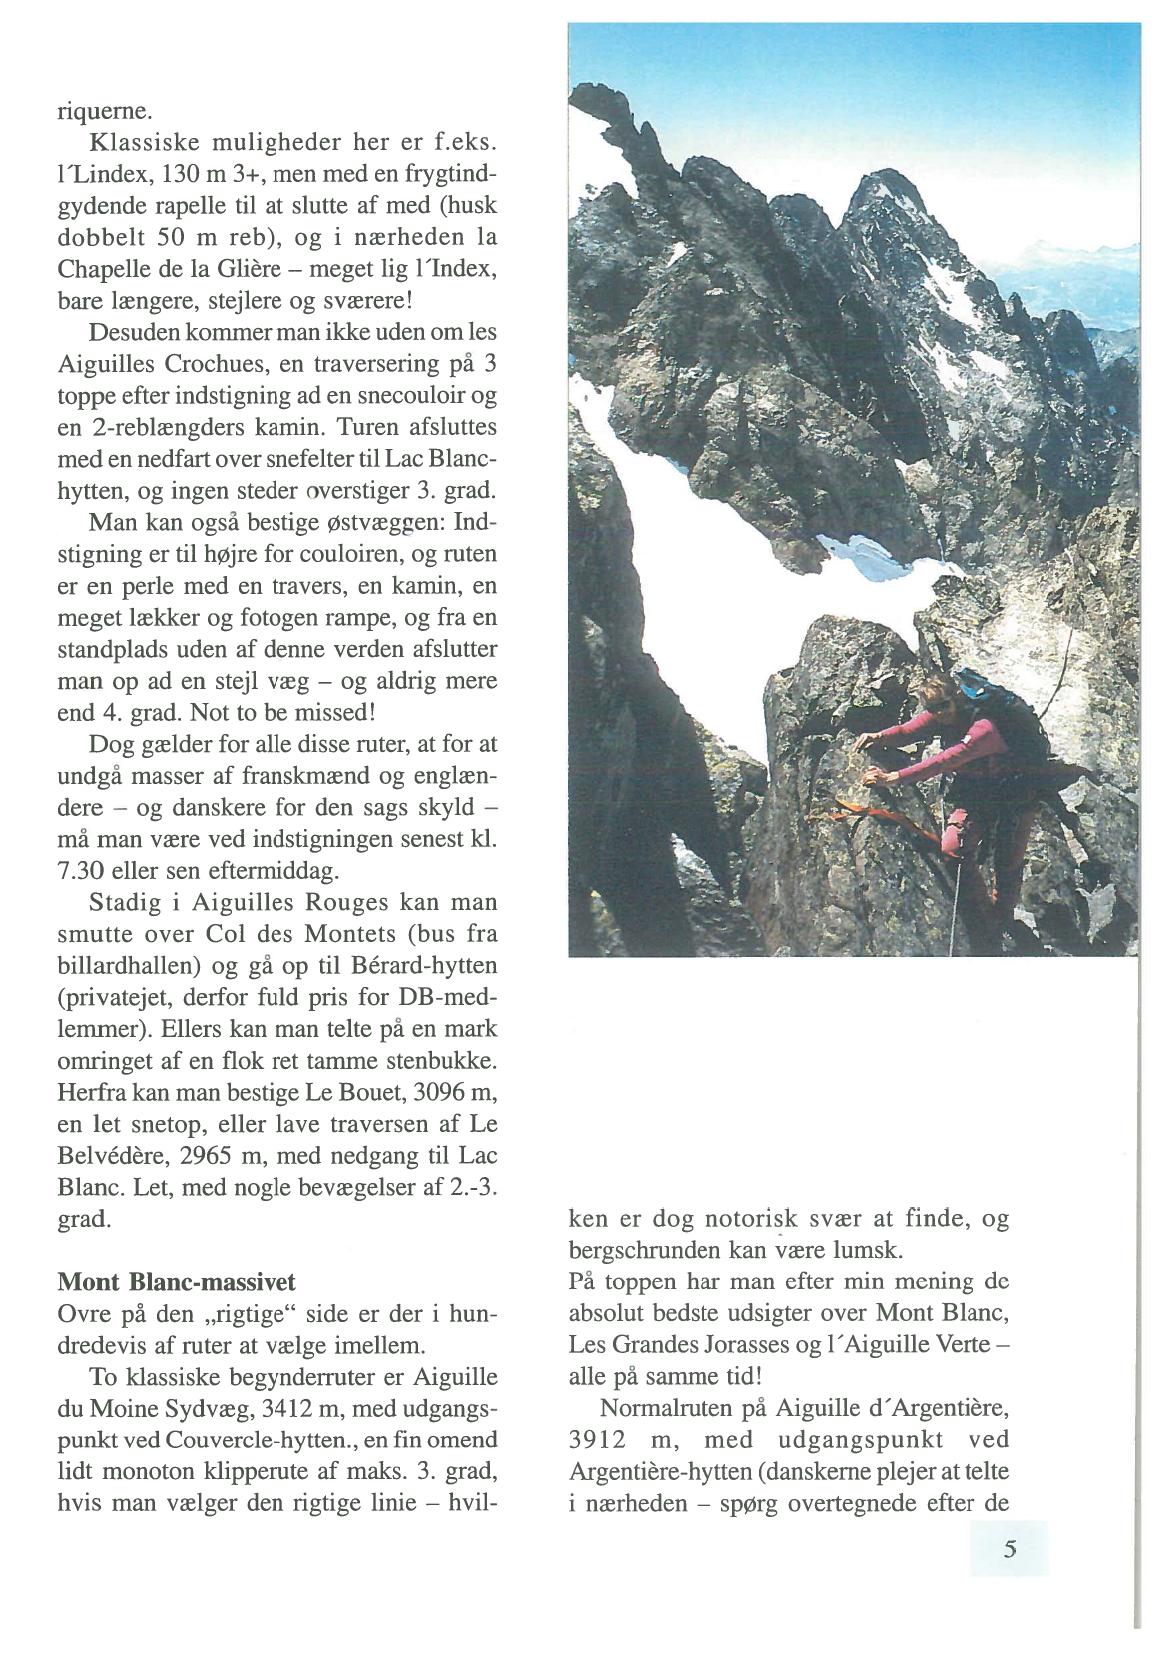 riquerne.
Klassiske muligheder her er f.eks.
l´Lindex, 130 m 3+, men med en frygtind-
gydende rapelle til at slutte af med (husk
dobbelt 50 m reb), og i nærheden la
Chapelle de la Glière – meget lig l´Index,
bare længere, stejlere og sværere!
Desuden kommer man ikke uden om les
Aiguilles Crochues, en traversering på 3
toppe efter indstigning ad en snecouloir og
en 2-reblængders kamin. Turen afsluttes
med en nedfart over snefelter til Lac Blanc-
hytten, og ingen steder overstiger 3. grad.
Man kan også bestige østvæggen: Ind-
stigning er til højre for couloiren, og ruten
er en perle med en travers, en kamin, en
meget lækker og fotogen rampe, og fra en
standplads uden af denne verden afslutter
man op ad en stejl væg – og aldrig mere
end 4. grad. Not to be missed!
Dog gælder for alle disse ruter, at for at
undgå masser af franskmænd og englæn-
dere – og danskere for den sags skyld –
må man være ved indstigningen senest kl.
7.30 eller sen eftermiddag.
Stadig i Aiguilles Rouges kan man
smutte over Col des Montets (bus fra
billardhallen) og gå op til Bérard-hytten
(privatejet, derfor fuld pris for DB-med-
lemmer). Ellers kan man telte på en mark
omringet af en flok ret tamme stenbukke.
Herfra kan man bestige Le Bouet, 3096 m,
en let snetop, eller lave traversen af Le
Belvédère, 2965 m, med nedgang til Lac
Blanc. Let, med nogle bevægelser af 2.-3.
grad.
Mont Blanc-massivet
Ovre på den „rigtige“ side er der i hun-
dredevis af ruter at vælge imellem.
To klassiske begynderruter er Aiguille
du Moine Sydvæg, 3412 m, med udgangs-
punkt ved Couvercle-hytten., en fin omend
lidt monoton klipperute af maks. 3. grad,
hvis man vælger den rigtige linie – hvil-
ken er dog notorisk svær at finde, og
bergschrunden kan være lumsk.
På toppen har man efter min mening de
absolut bedste udsigter over Mont Blanc,
Les Grandes Jorasses og l´Aiguille Verte –
alle på samme tid!
Normalruten på Aiguille d´Argentière,
3912 m, med udgangspunkt ved
Argentière-hytten (danskerne plejer at telte
i nærheden – spørg overtegnede efter de
5